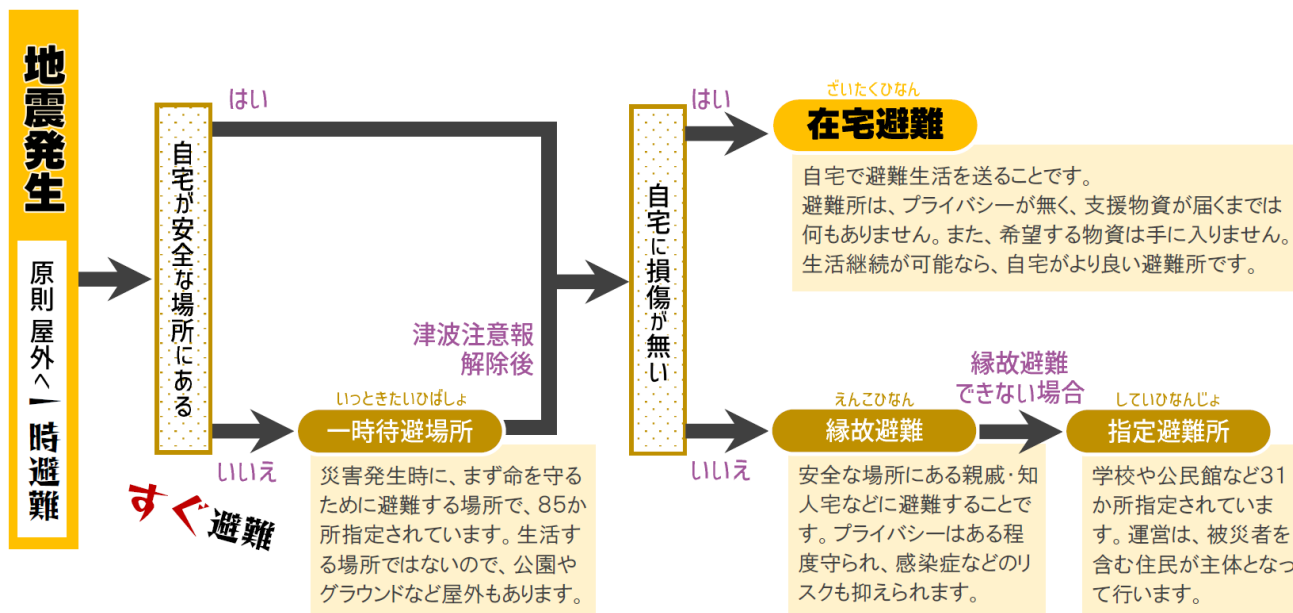 地震発生
原則 屋外へ一時避難
自宅が安全な場所にある
はい
いいえ
すぐ避難
いっときたいひばしょ
一時待避場所
災害発生時に、まず命を守る
ために避難する場所で、85か
所指定されています。生活す
る場所ではないので、公園や
グラウンドなど屋外もあります。
津波注意報
解除後
自宅に損傷が無い
はい
ざいたくひなん
在宅避難
自宅で避難生活を送ることです。
避難所は、プライバシーが無く、支援物資が届くまでは
何もありません。また、希望する物資は手に入りません。
生活継続が可能なら、自宅がより良い避難所です。
いいえ
えんこひなん
縁故避難
安全な場所にある親戚・知
人宅などに避難することで
す。プライバシーはある程
度守られ、感染症などのリ
スクも抑えられます。
縁故避難
できない場合
していひなんじょ
指定避難所
学校や公民館など31
か所指定されていま
す。運営は、被災者を
含む住民が主体となっ
て行います。